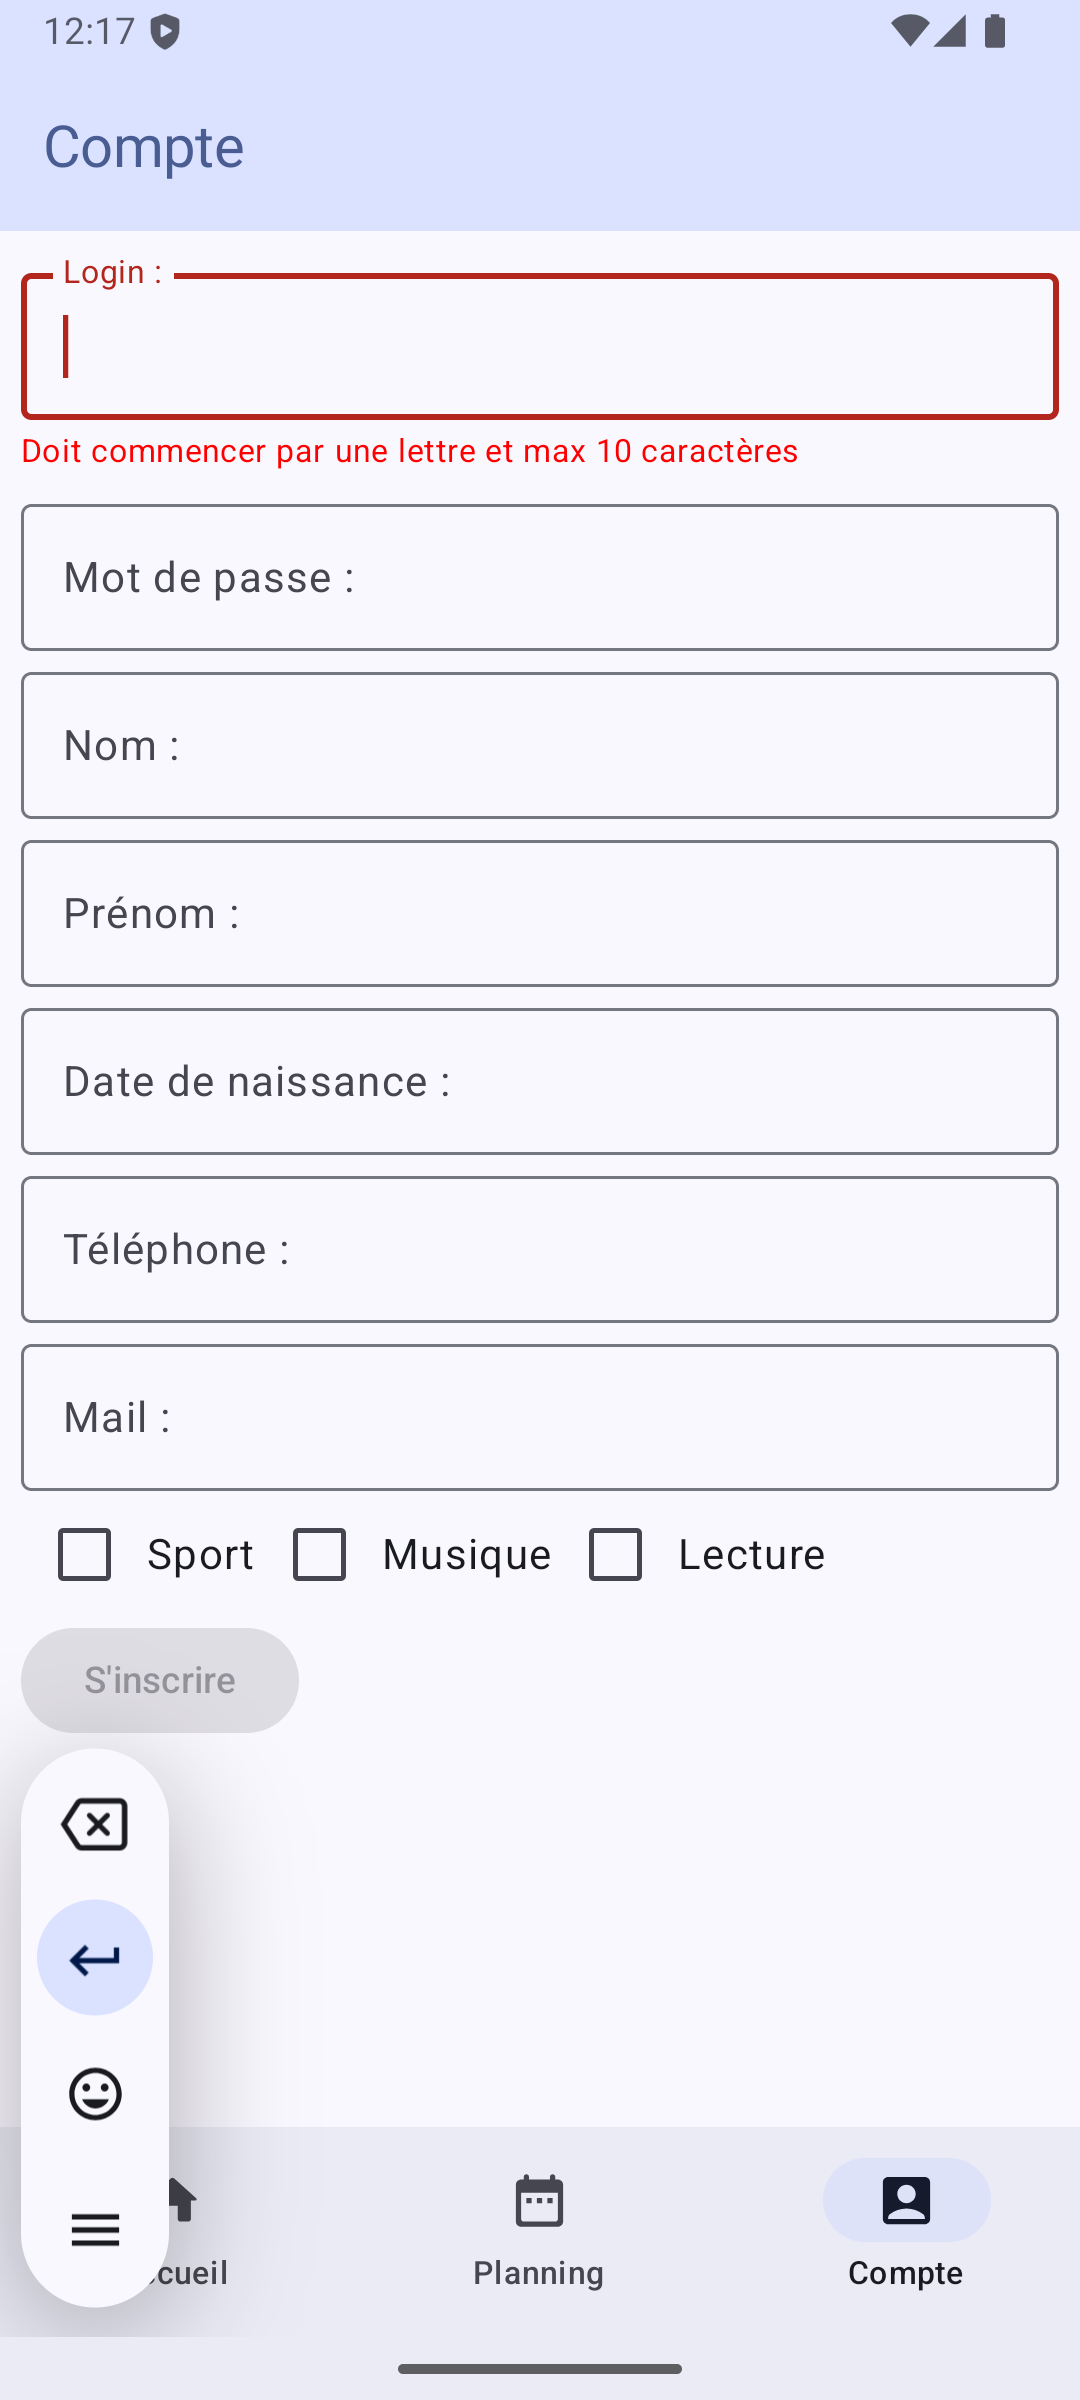 12:17
Compte
Login :
Doit commencer par une lettre et max 10 caractères
Mot de passe :
Nom :
Prénom :
Date de naissance :
Téléphone :
Mail :
Sport Musique Lecture
S'inscrire
cueil Planning Compte